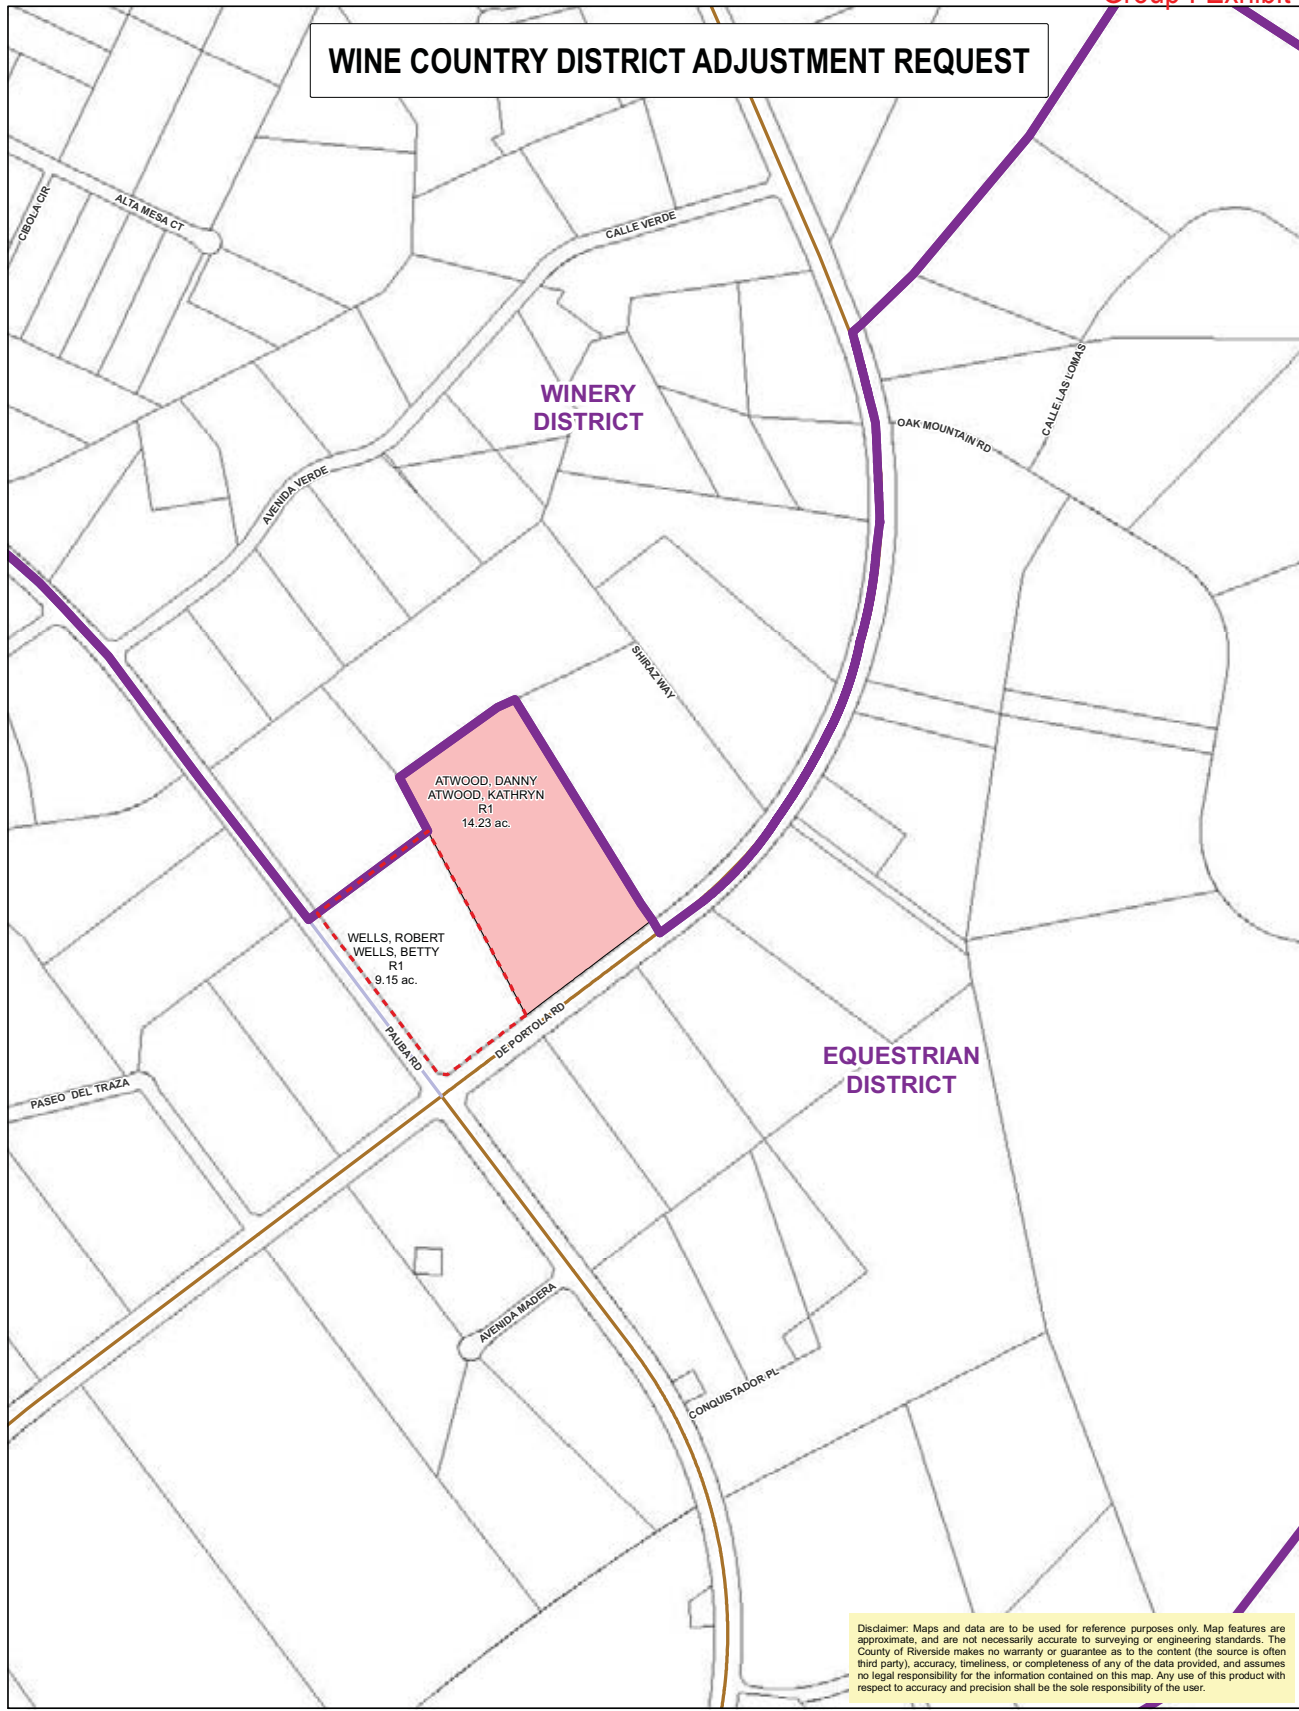 WINE COUNTRY DISTRICT ADJUSTMENT REQUEST
CIBOLA CIR
ALTA MESA CT
CALLE VERDE
WINERY
DISTRICT
CALLE LAS LOMAS
OAK MOUNTAIN RD
AVENIDA VERDE
SHIRAZ WAY
ATWOOD, DANNY
ATWOOD, KATHRYN
R1
14.23 ac.
WELLS, ROBERT
WELLS, BETTY
R1
9.15 ac.
PAUBA RD
DE PORTOLA RD
EQUESTRIAN
DISTRICT
PASEO DEL TRAZA
AVENIDA MADERA
CONQUISTADOR PL
Disclaimer: Maps and data are to be used for reference purposes only. Map features are
approximate, and are not necessarily accurate to surveying or engineering standards. The
County of Riverside makes no warranty or guarantee as to the content (the source is often
third party), accuracy, timeliness, or completeness of any of the data provided, and assumes
no legal responsibility for the information contained on this map. Any use of this product with
respect to accuracy and precision shall be the sole responsibility of the user.